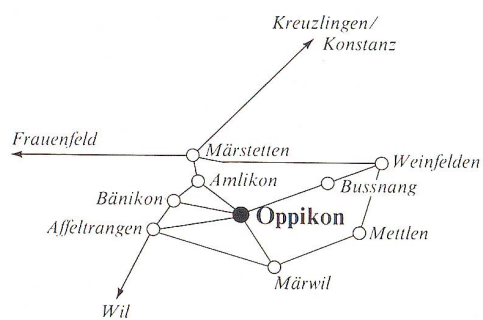 Kreuzlingen/
Konstanz
Frauenfeld
Märstetten
Weinfelden
Amlikon
Bussnang
Bänikon
Oppikon
Affeltrangen
Mettlen
Märwil
Wil